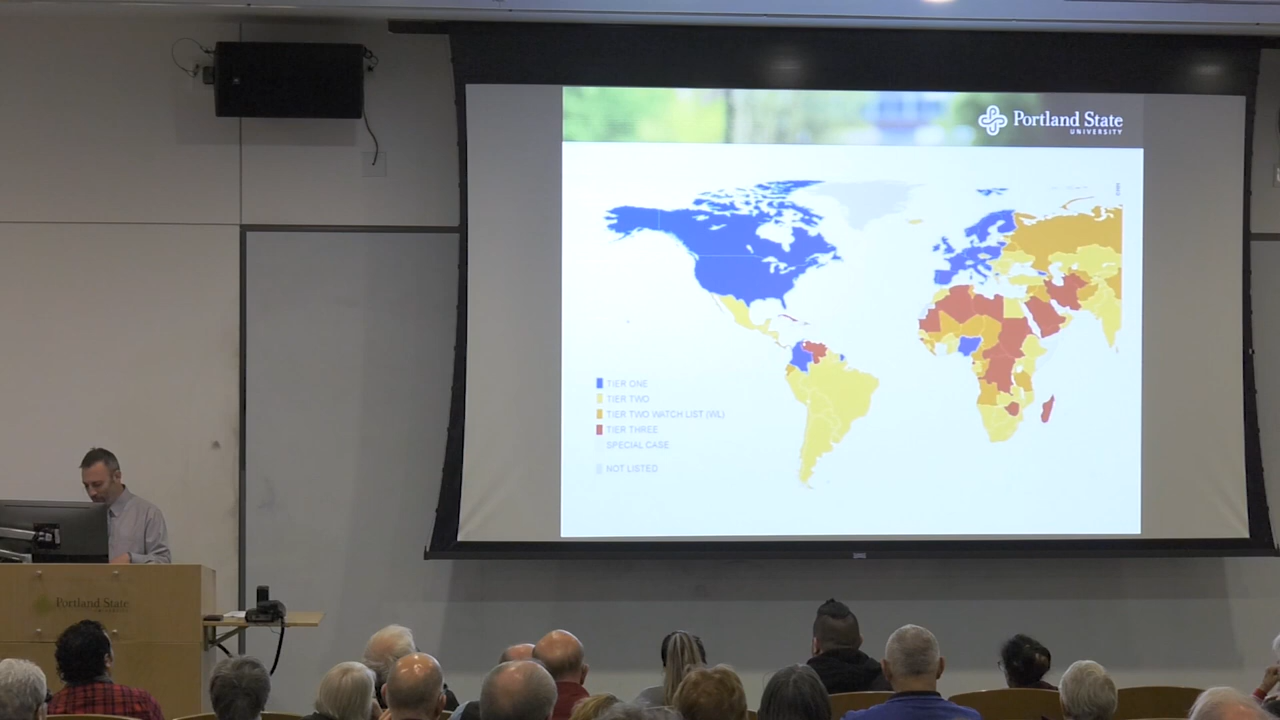 Portland State
UNIVERSITY
TIER ONE
TIER TWO
TIER TWO WATCH LIST (WL)
TIER THREE
SPECIAL CASE
NOT LISTED
Portland State
UNIVERSITY